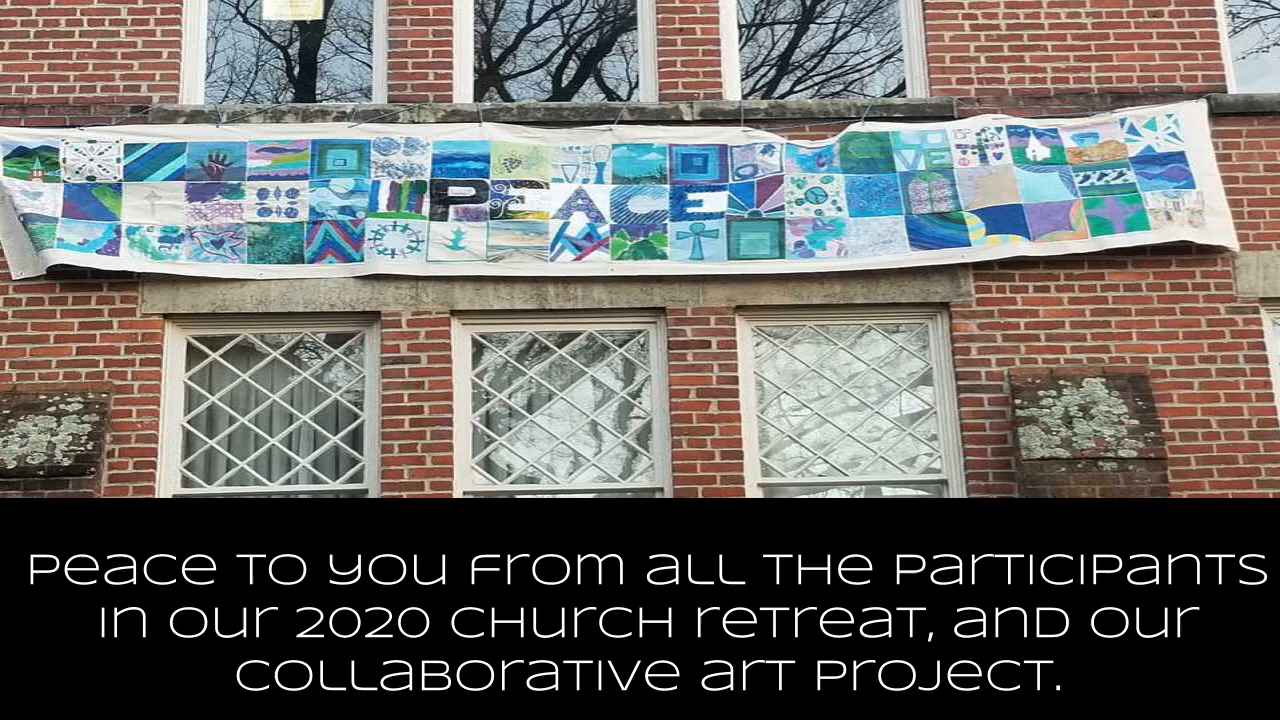 PEACE
LOVE
Peace to you from all the participants
in our 2020 church retreat, and our
collaborative art project.